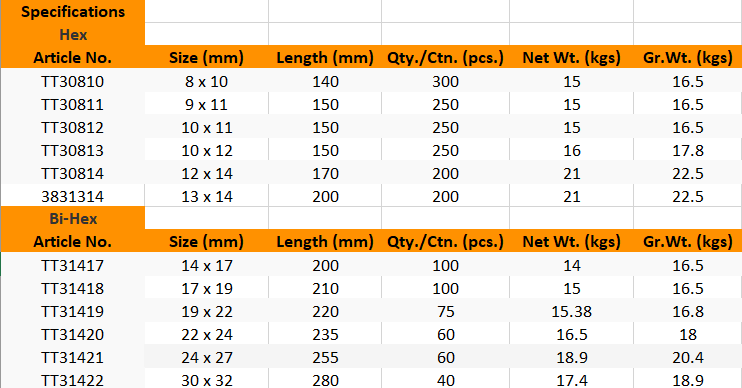 Specifications
Hex
Article No. Size (mm) Length (mm) Qty./Ctn. (pcs.) Net Wt. (kgs) Gr.Wt. (kgs)
TT30810 8 x 10 140 300 15 16.5
TT30811 9 x 11 150 250 15 16.5
TT30812 10 x 11 150 250 15 16.5
TT30813 10 x 12 150 250 16 17.8
TT30814 12 x 14 170 200 21 22.5
3831314 13 x 14 200 200 21 22.5
Bi-Hex
Article No. Size (mm) Length (mm) Qty./Ctn. (pcs.) Net Wt. (kgs) Gr.Wt. (kgs)
TT31417 14 x 17 200 100 14 16.5
TT31418 17 x 19 210 100 15 16.5
TT31419 19 x 22 220 75 15.38 16.8
TT31420 22 x 24 235 60 16.5 18
TT31421 24 x 27 255 60 18.9 20.4
TT31422 30 x 32 280 40 17.4 18.9